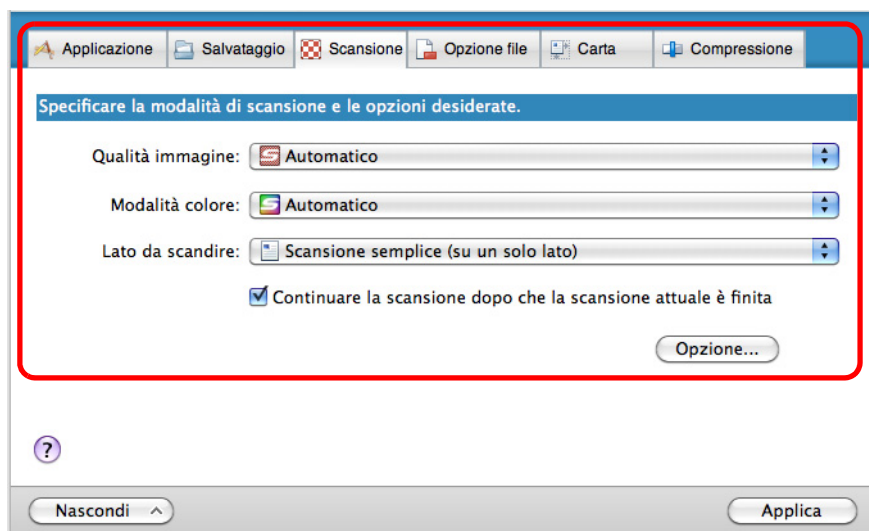 Applicazione Salvataggio Scansione Opzione file Carta Compressione
Specificare la modalità di scansione e le opzioni desiderate.
Qualità immagine: Automatico
Modalità colore: Automatico
Lato da scandire: Scansione semplice (su un solo lato)
Continuare la scansione dopo che la scansione attuale è finita
Opzione...
?
Nascondi Applica